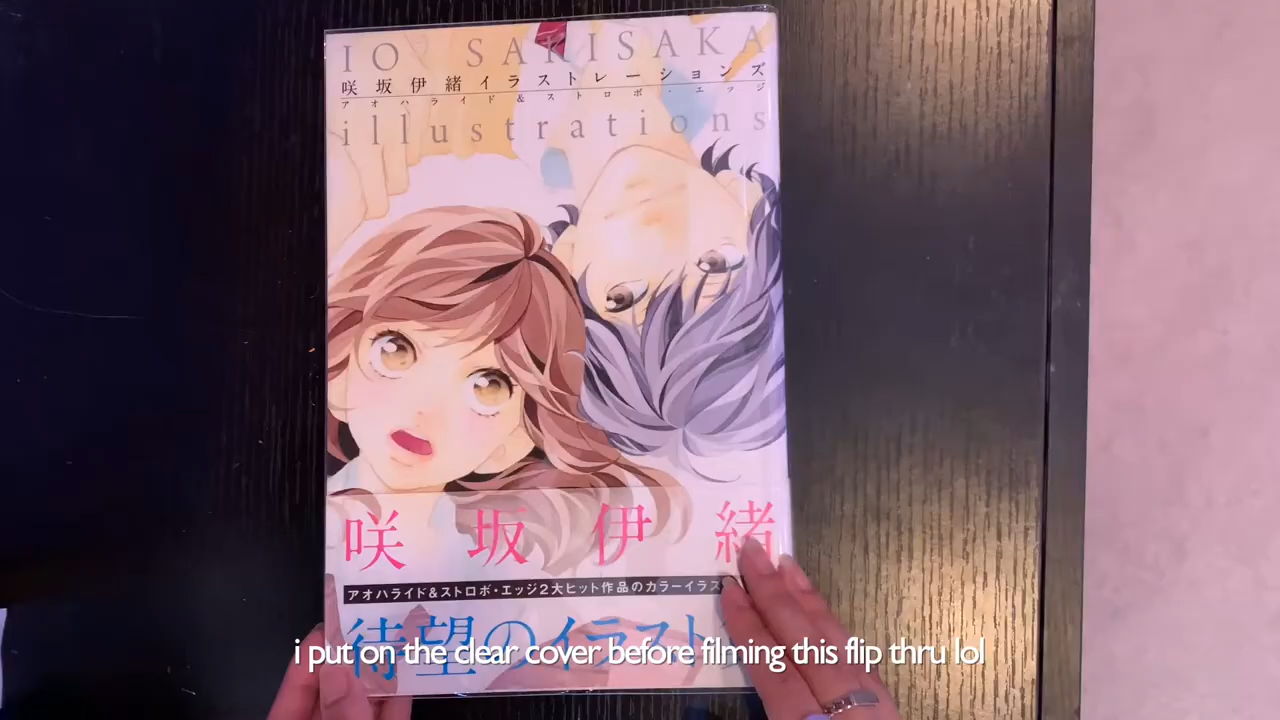 IO SAKISAKA
咲坂伊緒イラストレーションズ
アオハライド&ストロボ・エッジ
illustrations
咲坂伊緒
アオハライド&ストロボ・エッジ2大ヒット作品のカラーイラス
待望のイラスト
i put on the clear cover before filming this flip thru lol